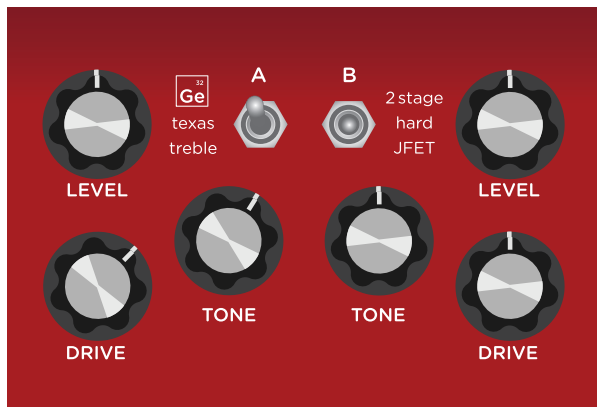 A
B
32
Ge
texas
treble
2 stage
hard
JFET
LEVEL
LEVEL
TONE
TONE
DRIVE
DRIVE